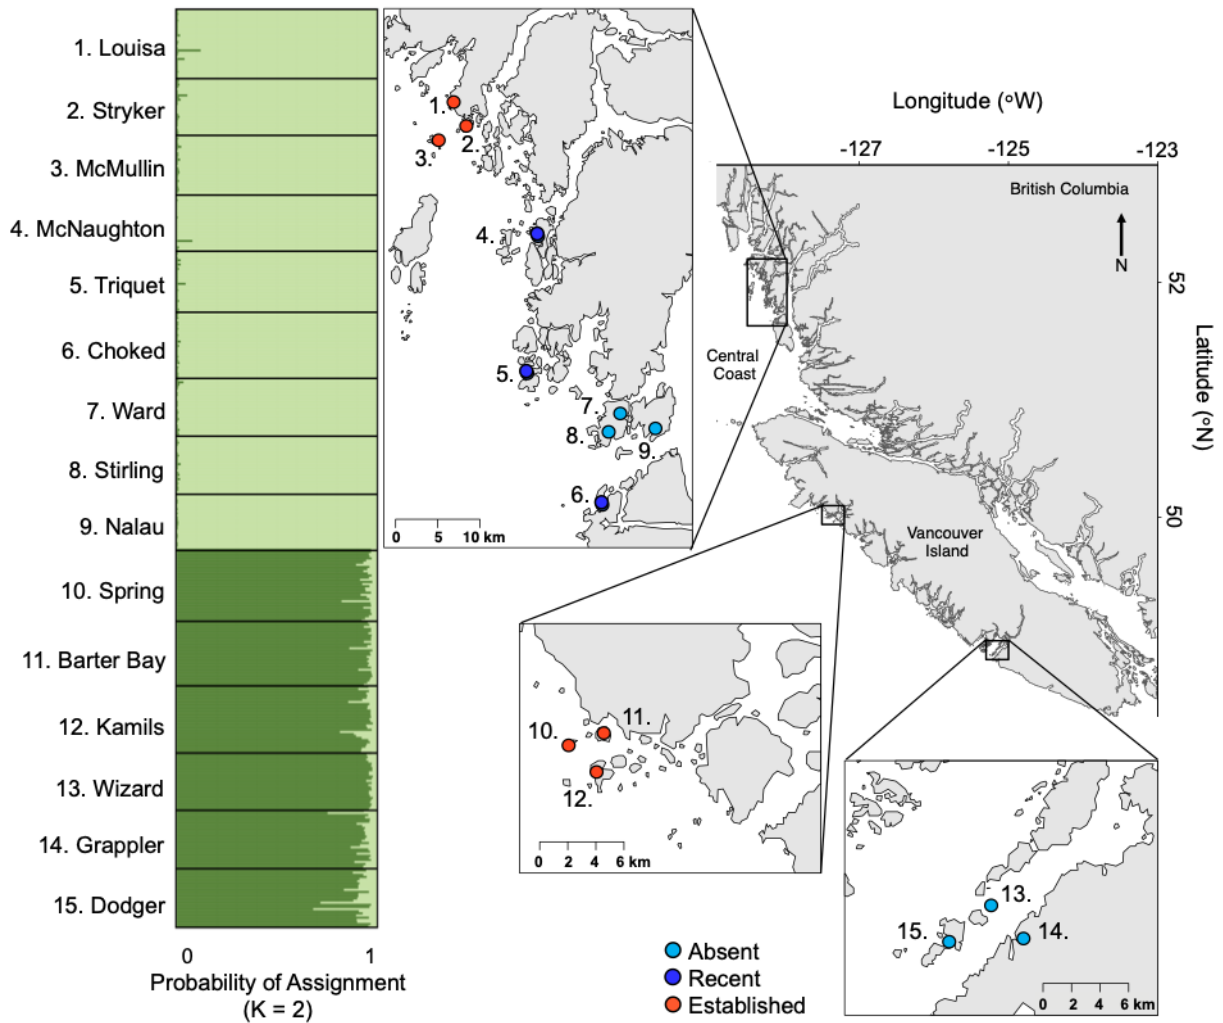 1. Louisa
2. Stryker
3. McMullin
4. McNaughton
5. Triquet
6. Choked
7. Ward
8. Stirling
9. Nalau
10. Spring
11. Barter Bay
12. Kamils
13. Wizard
14. Grappler
15. Dodger
0 1
Probability of Assignment
(K = 2)
1.
2.
3.
4.
5.
7.
8.
9.
6.
0 5 10 km
Longitude (°W)
-127 -125 -123
British Columbia
N
52
Central
Coast
Latitude (°N)
50
Vancouver
Island
11.
10.
12.
0 2 4 6 km
13.
15.
14.
0 2 4 6 km
Absent
Recent
Established